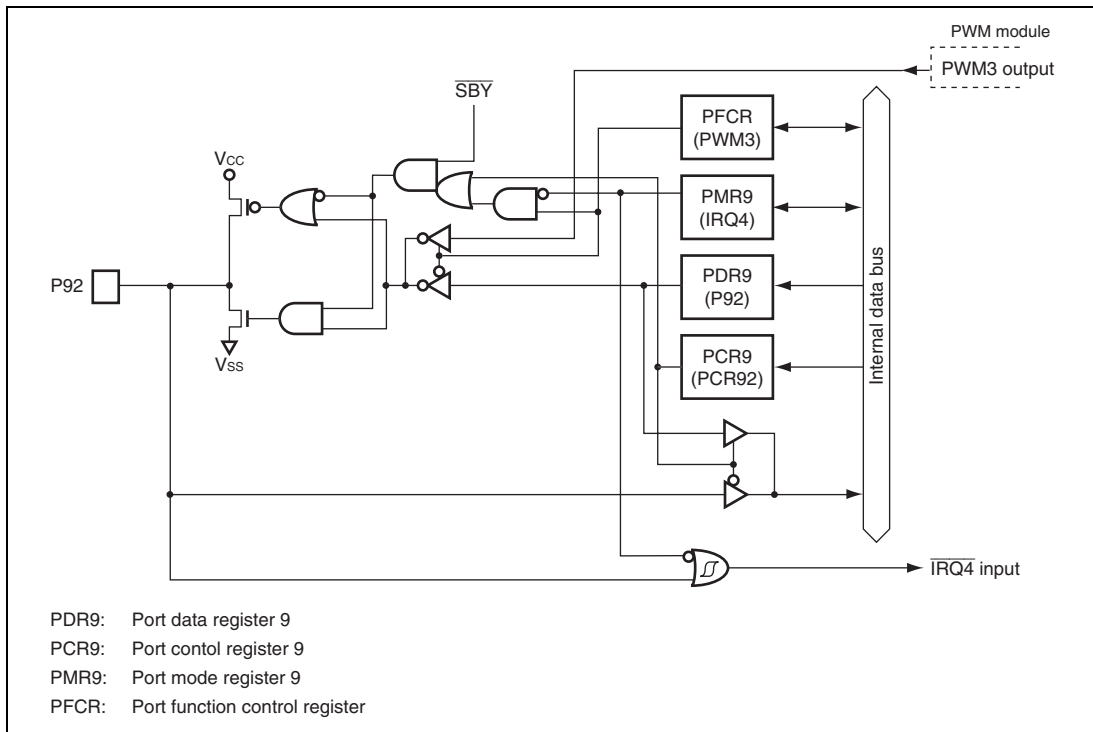 PWM module
PWM3 output
SBY
PFCR
(PWM3)
VCC
PMR9
(IRQ4)
P92
PDR9
(P92)
VSS
PCR9
(PCR92)
Internal data bus
IRQ4 input
PDR9: Port data register 9
PCR9: Port contol register 9
PMR9: Port mode register 9
PFCR: Port function control register